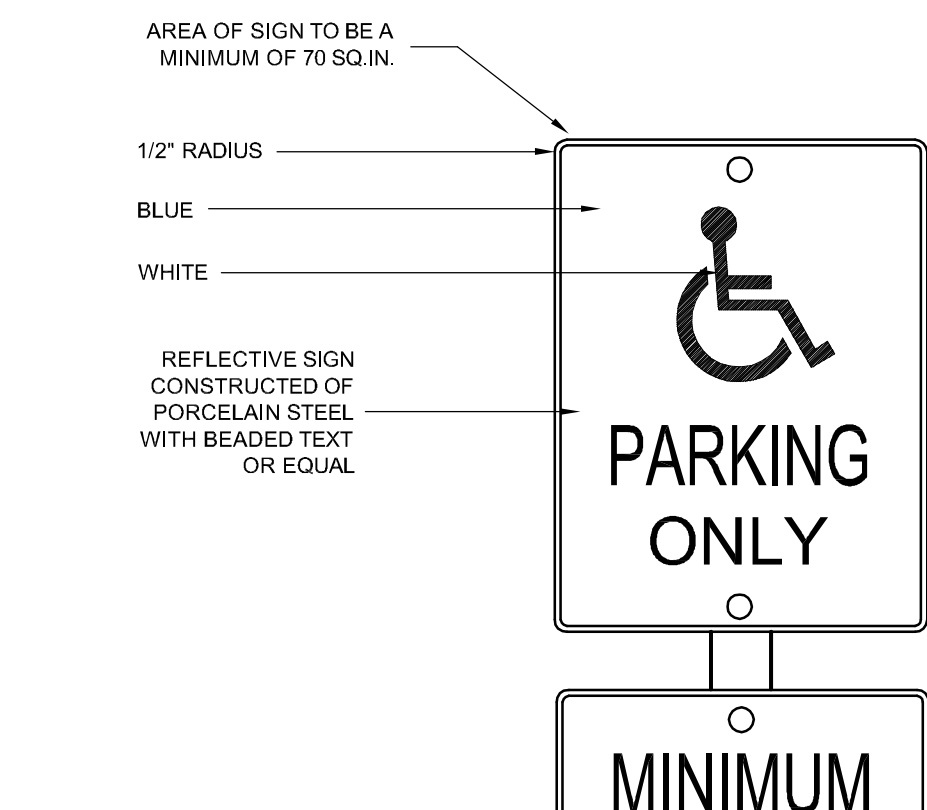 AREA OF SIGN TO BE A
MINIMUM OF 70 SQ.IN.
1/2" RADIUS
BLUE
WHITE
REFLECTIVE SIGN
CONSTRUCTED OF
PORCELAIN STEEL
WITH BEADED TEXT
OR EQUAL
PARKING
ONLY
MINIMUM